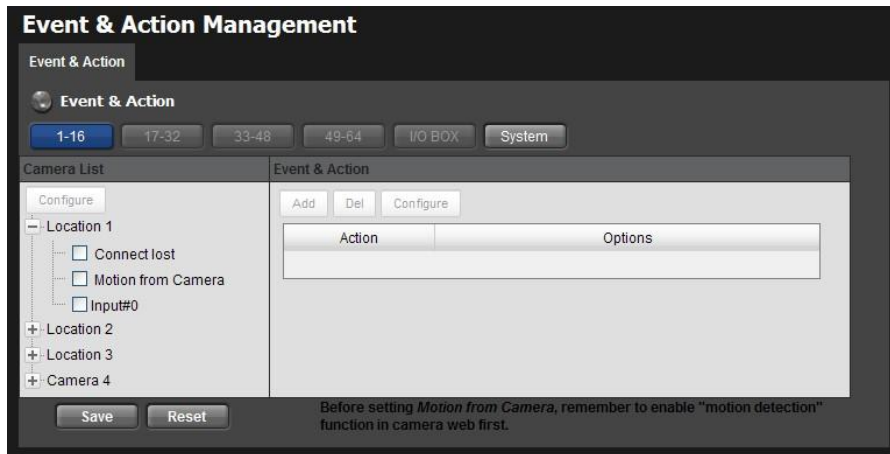 Event & Action Management
Event & Action
Event & Action
1-16 17-32 33-48 49-64 I/O BOX System
Camera List Event & Action
Configure Add Del Configure
Location 1
Action Options
Connect lost
Motion from Camera
Input#0
Location 2
Location 3
Camera 4
Save Reset
Before setting Motion from Camera, remember to enable "motion detection"
function in camera web first.